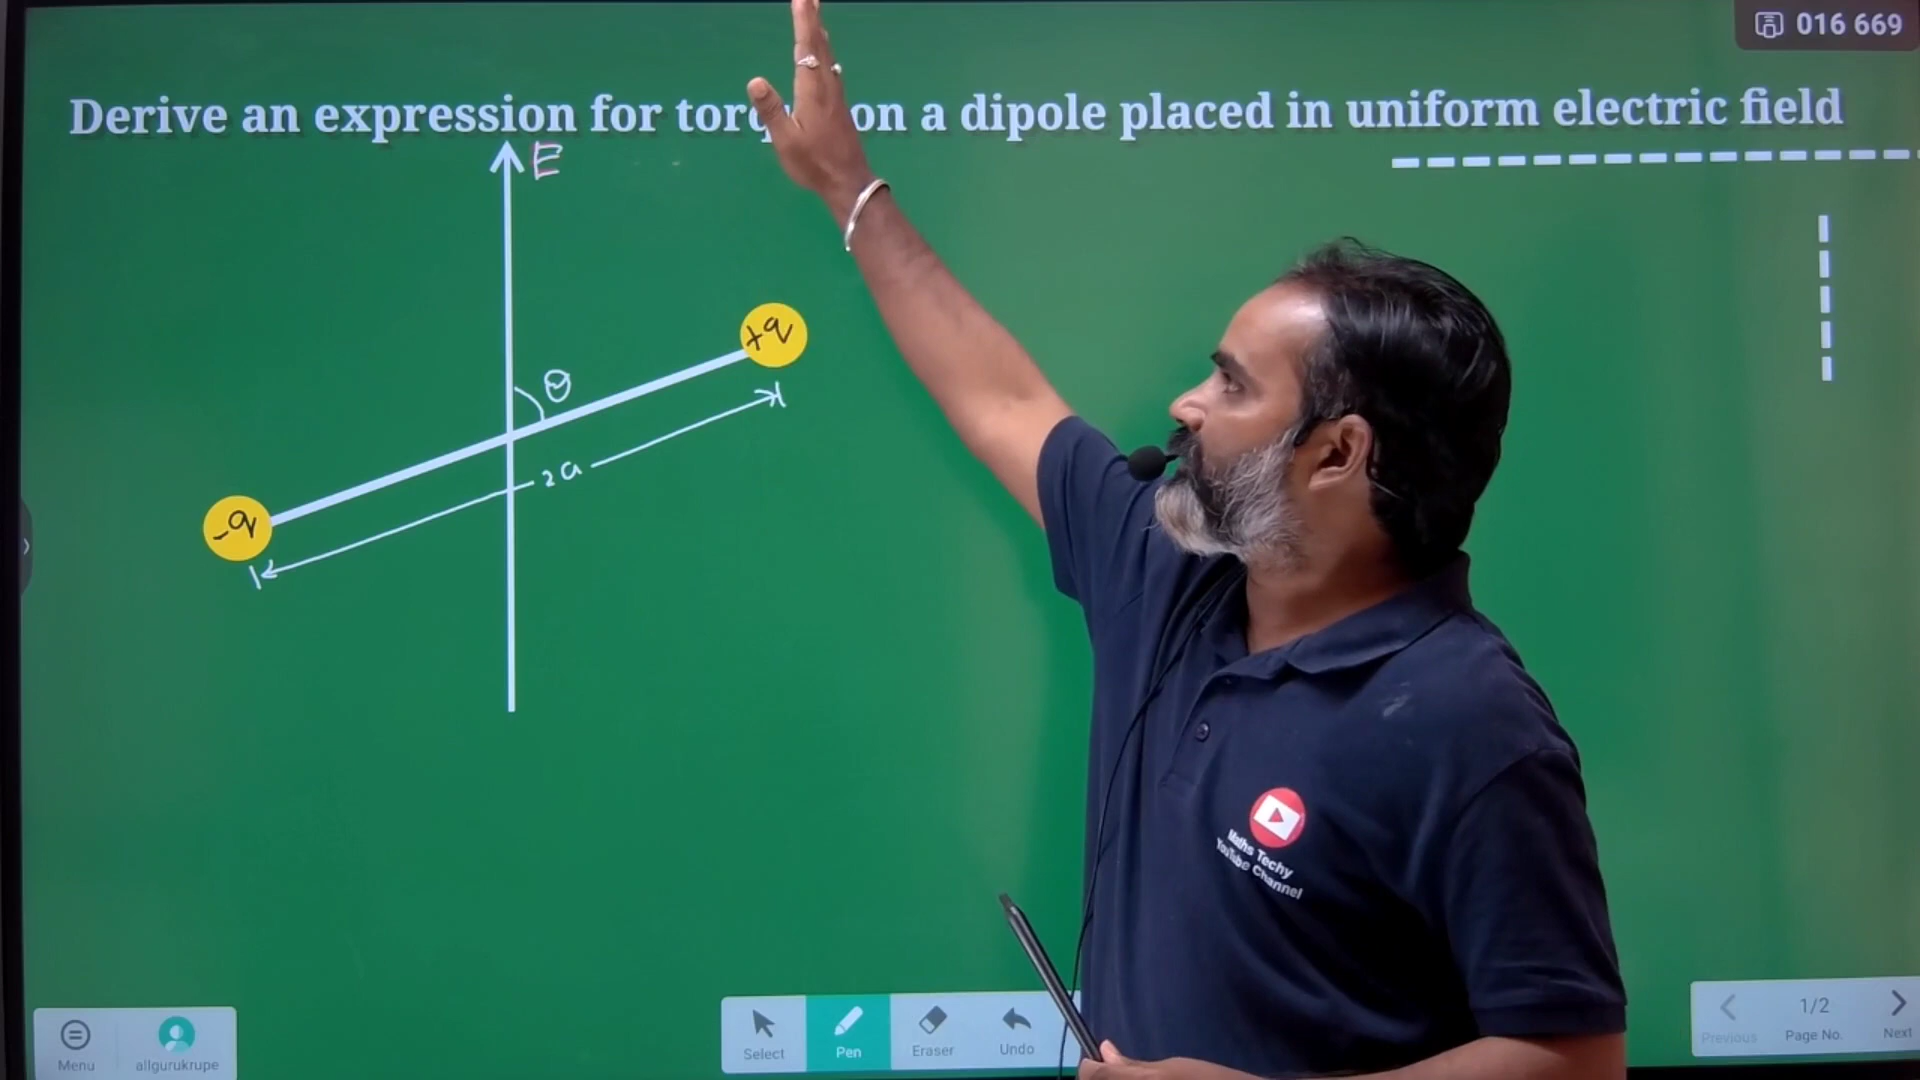 016 669
Derive an expression for torq on a dipole placed in uniform electric field
E
θ
+q
2a
-q
Maths Techy
YouTube Channel
Menu
allgurukrupe
Select
Pen
Eraser
Undo
Previous
1/2
Page No.
Next